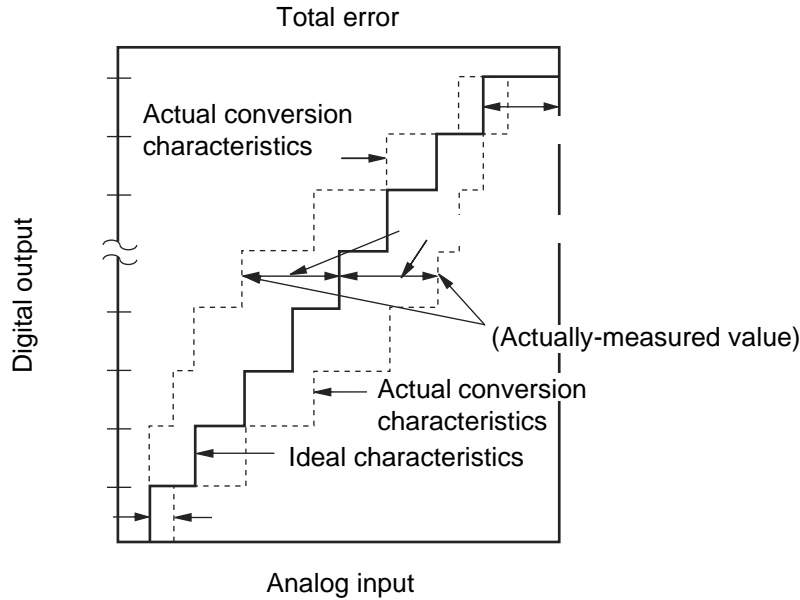 Total error
Actual conversion
characteristics
Digital output
(Actually-measured value)
Actual conversion
characteristics
Ideal characteristics
Analog input